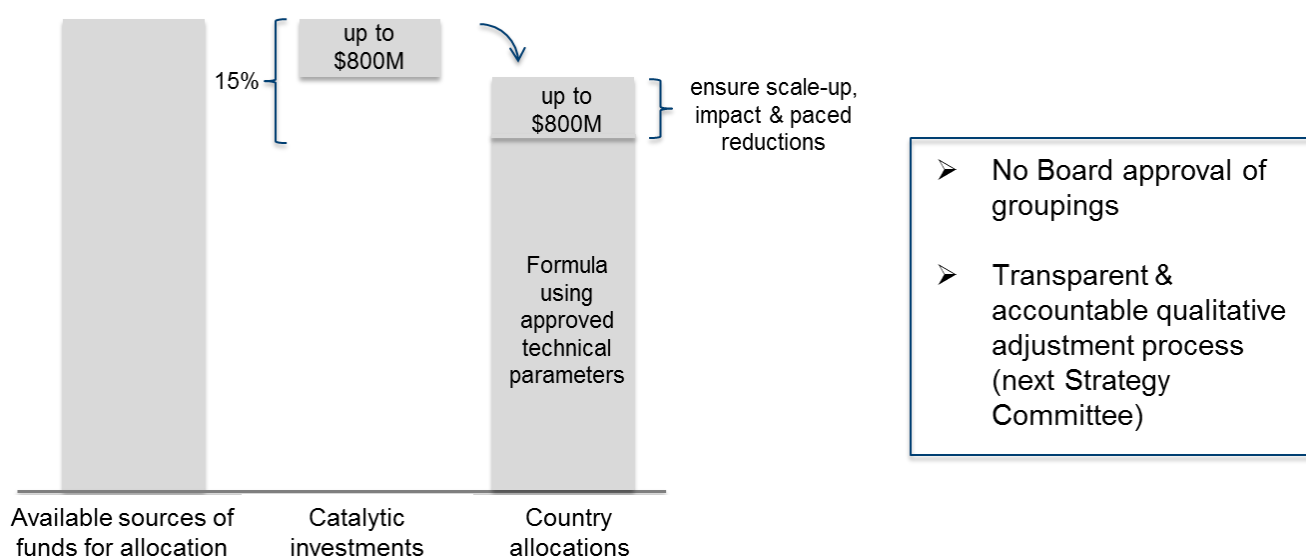 up to
$800M
15%
up to
$800M
ensure scale-up,
impact & paced
reductions
Formula
using
approved
technical
parameters
Available sources of
funds for allocation
Catalytic
investments
Country
allocations
➢ No Board approval of
groupings
➢ Transparent &
accountable qualitative
adjustment process
(next Strategy
Committee)